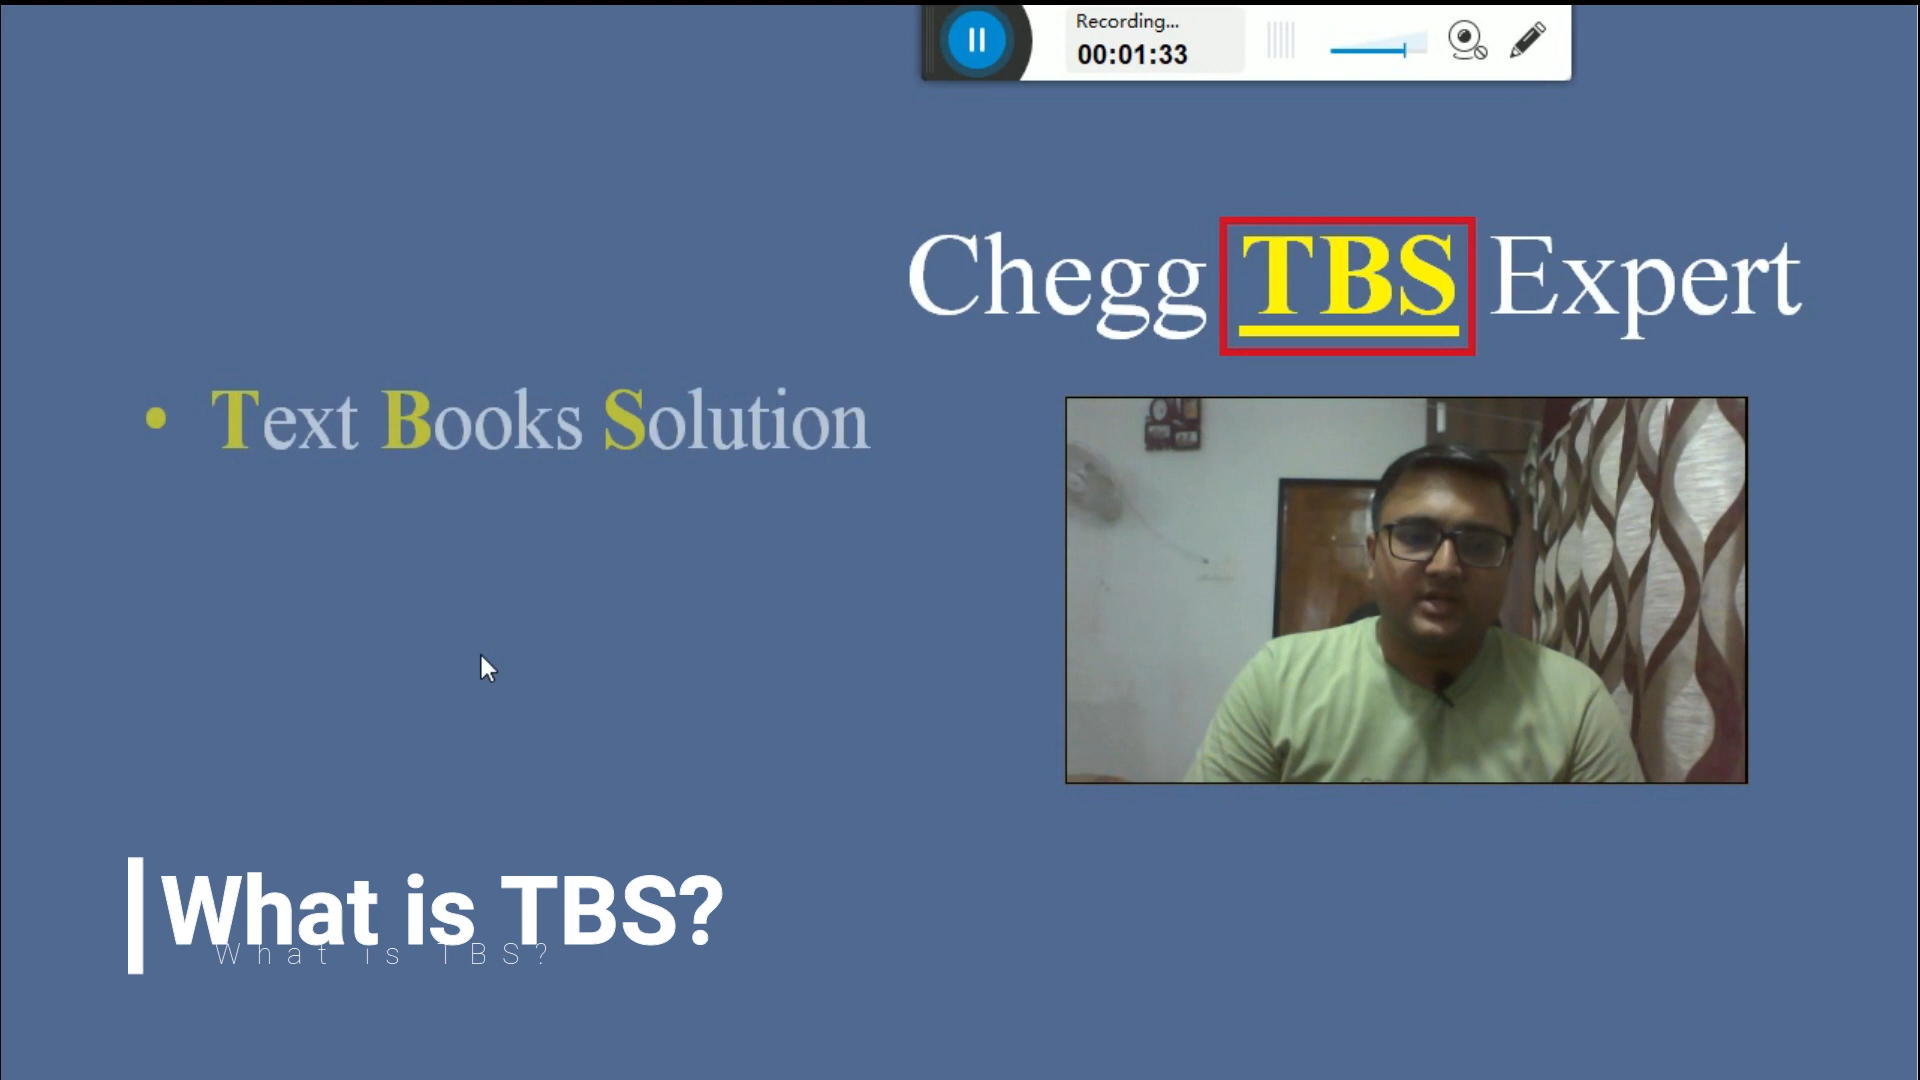 Recording...
00:01:33
Chegg TBS Expert
• Text Books Solution
What is TBS?
What is TBS?